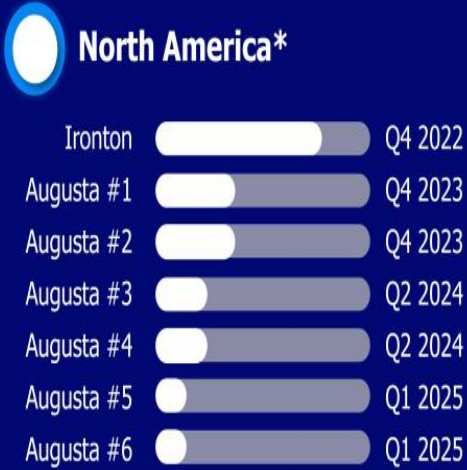 North America*
Ironton Q4 2022
Augusta #1 Q4 2023
Augusta #2 Q4 2023
Augusta #3 Q2 2024
Augusta #4 Q2 2024
Augusta #5 Q1 2025
Augusta #6 Q1 2025